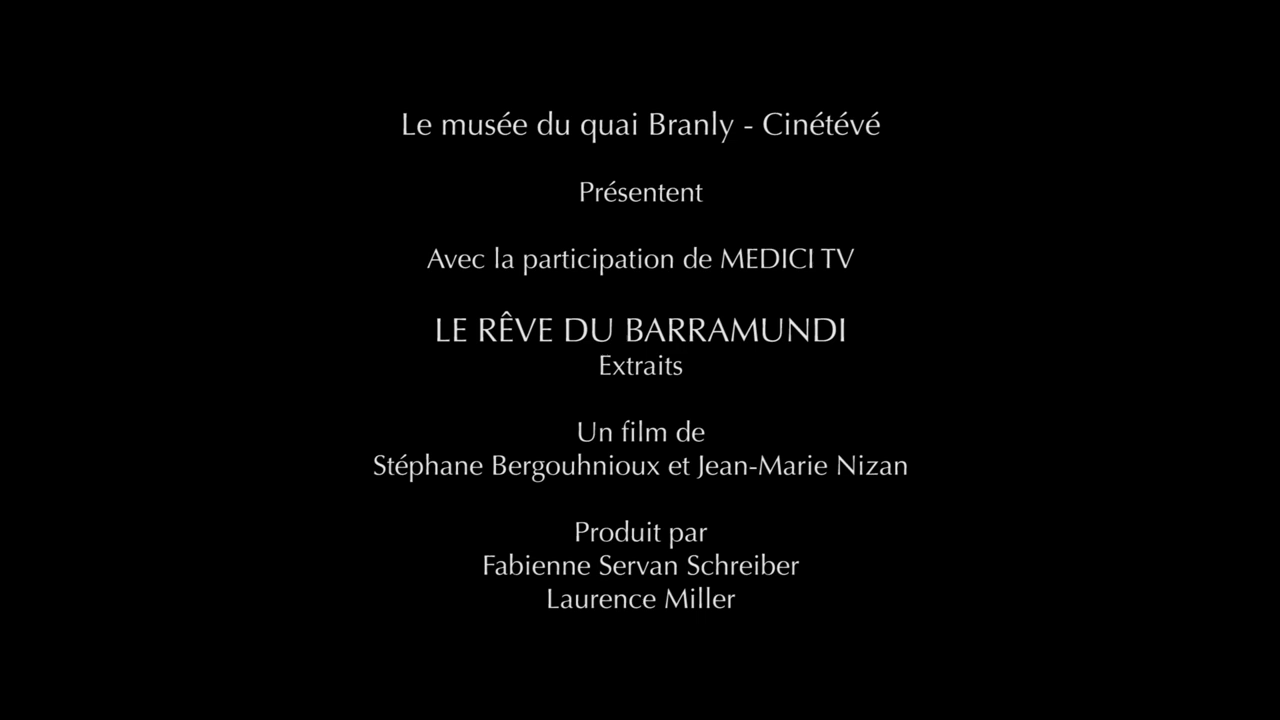 Le musée du quai Branly - Cinétévé
Présentent
Avec la participation de MEDICI TV
LE RÊVE DU BARRAMUNDI
Extraits
Un film de
Stéphane Bergouhnioux et Jean-Marie Nizan
Produit par
Fabienne Servan Schreiber
Laurence Miller